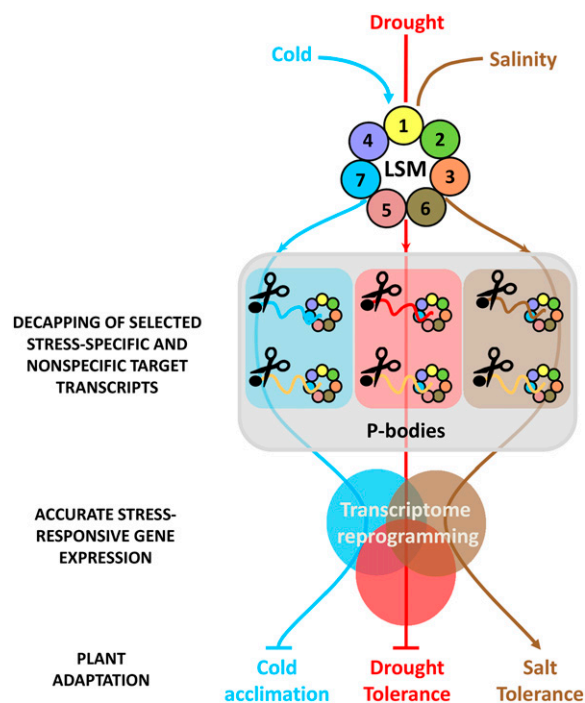 Drought
Cold
Salinity
1
4
2
7
LSM
3
5
6
DECAPPING OF SELECTED
STRESS-SPECIFIC AND
NONSPECIFIC TARGET
TRANSCRIPTS
P-bodies
ACCURATE STRESS-
RESPONSIVE GENE
EXPRESSION
Transcriptome
reprogramming
PLANT
ADAPTATION
Cold
acclimation
Drought
Tolerance
Salt
Tolerance